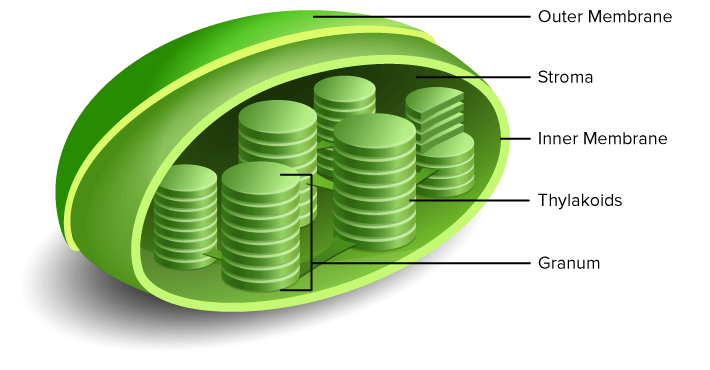 Outer Membrane
Stroma
Inner Membrane
Thylakoids
Granum